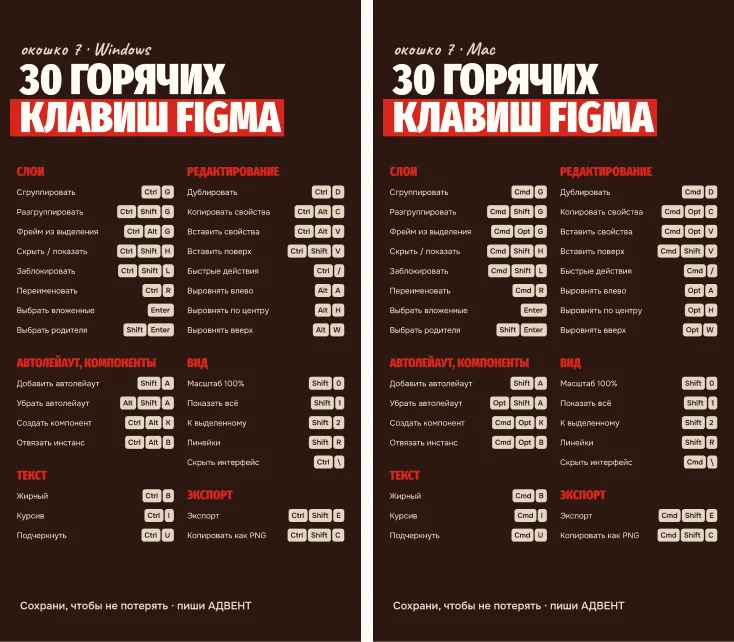 окошко 7 · Windows
30 ГОРЯЧИХ
КЛАВИШ FIGMA
СЛОИ
Сгруппировать Ctrl G
Разгруппировать Ctrl Shift G
Фрейм из выделения Ctrl Alt G
Скрыть / показать Ctrl Shift H
Заблокировать Ctrl Shift L
Переименовать Ctrl R
Выбрать вложенные Enter
Выбрать родителя Shift Enter
АВТОЛЕЙАУТ, КОМПОНЕНТЫ
Добавить автолейаут Shift A
Убрать автолейаут Alt Shift A
Создать компонент Ctrl Alt K
Отвязать инстанс Ctrl Alt B
ТЕКСТ
Жирный Ctrl B
Курсив Ctrl I
Подчеркнуть Ctrl U
РЕДАКТИРОВАНИЕ
Дублировать Ctrl D
Копировать свойства Ctrl Alt C
Вставить свойства Ctrl Alt V
Вставить поверх Ctrl Shift V
Быстрые действия Ctrl /
Выровнять влево Alt A
Выровнять по центру Alt H
Выровнять вверх Alt W
ВИД
Масштаб 100% Shift 0
Показать всё Shift 1
К выделенному Shift 2
Линейки Shift R
Скрыть интерфейс Ctrl \
ЭКСПОРТ
Экспорт Ctrl Shift E
Копировать как PNG Ctrl Shift C
Сохрани, чтобы не потерять · пиши АДВЕНТ
окошко 7 · Mac
30 ГОРЯЧИХ
КЛАВИШ FIGMA
СЛОИ
Сгруппировать Cmd G
Разгруппировать Cmd Shift G
Фрейм из выделения Cmd Opt G
Скрыть / показать Cmd Shift H
Заблокировать Cmd Shift L
Переименовать Cmd R
Выбрать вложенные Enter
Выбрать родителя Shift Enter
АВТОЛЕЙАУТ, КОМПОНЕНТЫ
Добавить автолейаут Shift A
Убрать автолейаут Opt Shift A
Создать компонент Cmd Opt K
Отвязать инстанс Cmd Opt B
ТЕКСТ
Жирный Cmd B
Курсив Cmd I
Подчеркнуть Cmd U
РЕДАКТИРОВАНИЕ
Дублировать Cmd D
Копировать свойства Cmd Opt C
Вставить свойства Cmd Opt V
Вставить поверх Cmd Shift V
Быстрые действия Cmd /
Выровнять влево Opt A
Выровнять по центру Opt H
Выровнять вверх Opt W
ВИД
Масштаб 100% Shift 0
Показать всё Shift 1
К выделенному Shift 2
Линейки Shift R
Скрыть интерфейс Cmd \
ЭКСПОРТ
Экспорт Cmd Shift E
Копировать как PNG Cmd Shift C
Сохрани, чтобы не потерять · пиши АДВЕНТ